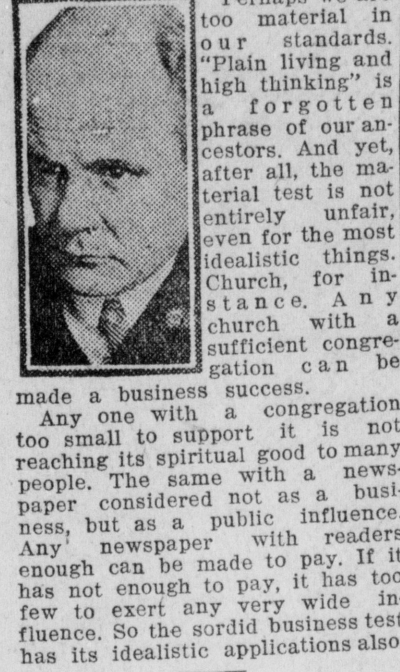 Perhaps we are
too material in
our standards.
“Plain living and
high thinking” is
a forgotten
phrase of our an-
cestors. And yet,
after all, the ma-
terial test is not
entirely unfair,
even for the most
idealistic things.
Church, for in-
stance. Any
church with a
sufficient congre-
gation can be
made a business success.
Any one with a congregation
too small to support it is not
reaching its spiritual good to many
people. The same with a news-
paper considered not as a busi-
ness, but as a public influence.
Any newspaper with readers
enough can be made to pay. If it
has not enough to pay, it has too
few to exert any very wide in-
fluence. So the sordid business test
has its idealistic applications also